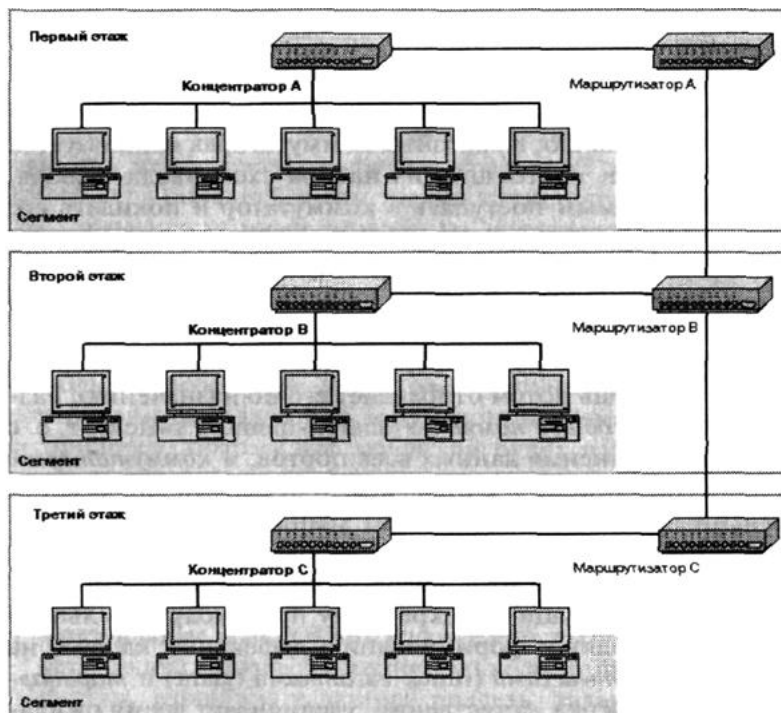 Первый этаж
Концентратор А
Маршрутизатор А
Сегмент
Второй этаж
Концентратор В
Маршрутизатор В
Сегмент
Третий этаж
Концентратор С
Маршрутизатор С
Сегмент